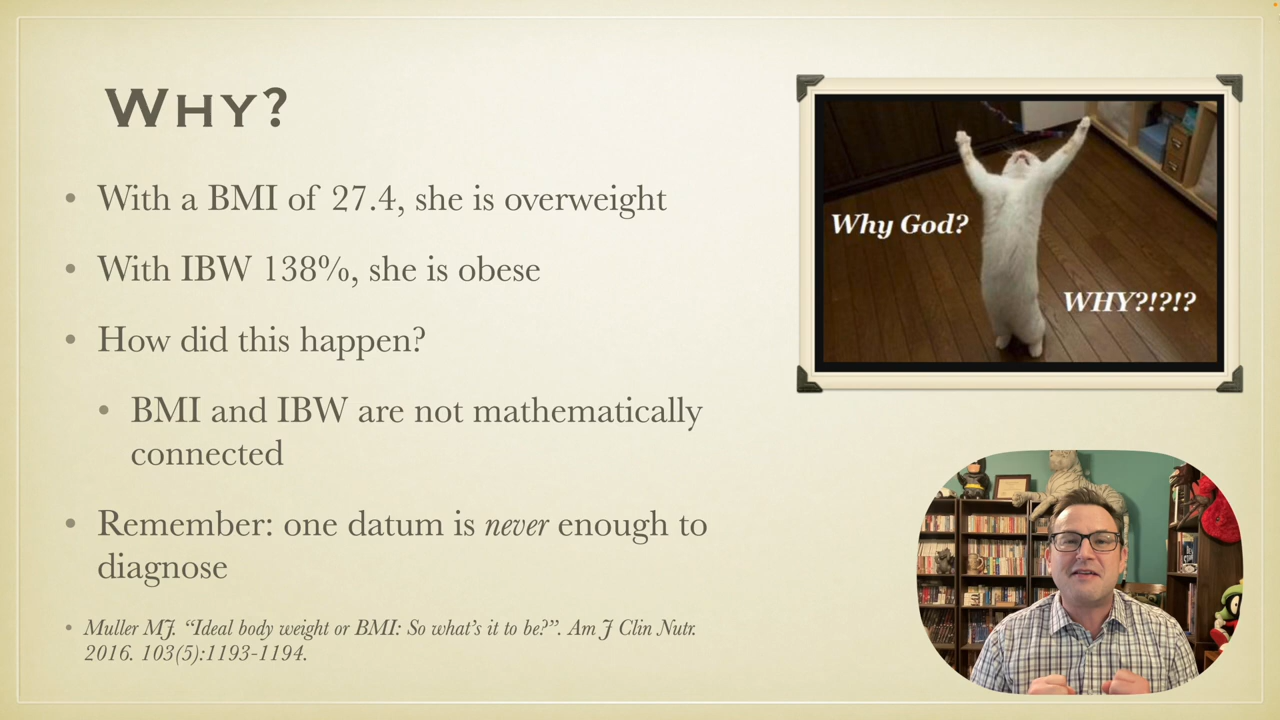 WHY?
• With a BMI of 27.4, she is overweight
• With IBW 138%, she is obese
• How did this happen?
• BMI and IBW are not mathematically
connected
• Remember: one datum is never enough to
diagnose
• Muller MJ. “Ideal body weight or BMI: So what’s it to be?”. Am J Clin Nutr.
2016. 103(5):1193-1194.
Why God?
WHY?!?!?